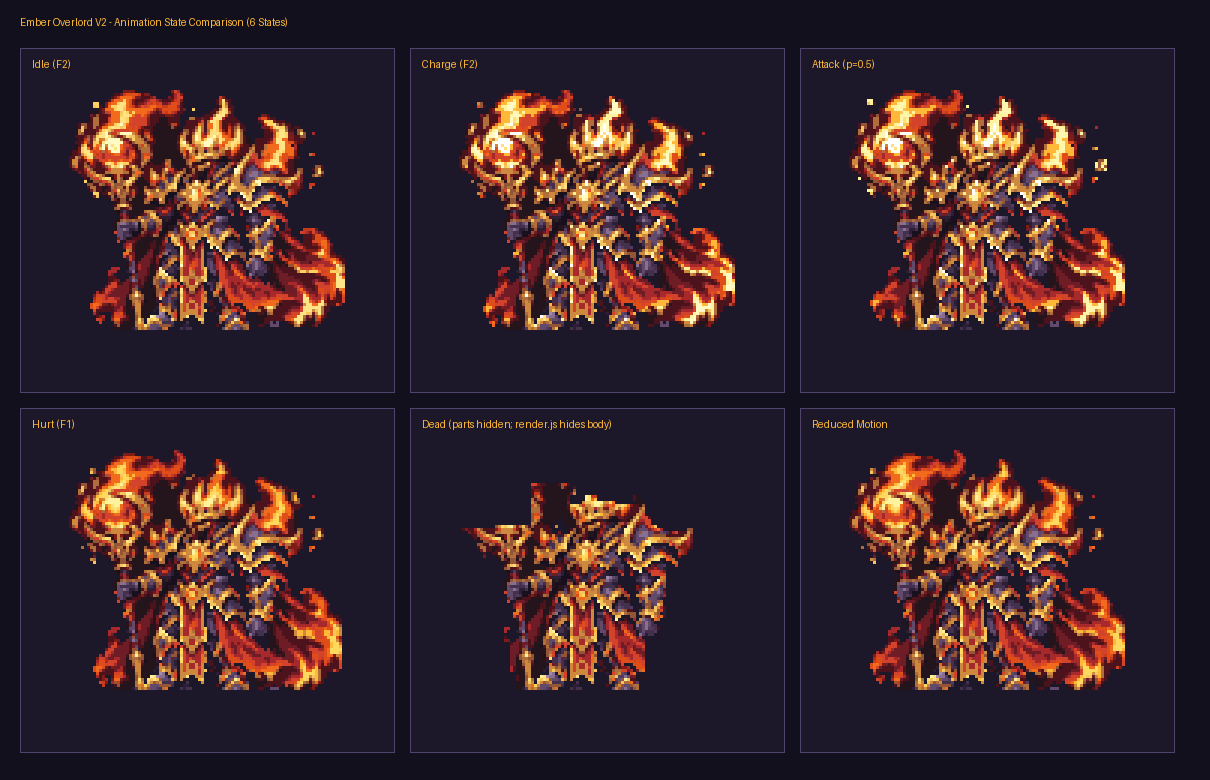 Ember Overlord V2 - Animation State Comparison (6 States)
Idle (F2)
Charge (F2)
Attack (p=0.5)
Hurt (F1)
Dead (parts hidden; render.js hides body)
Reduced Motion